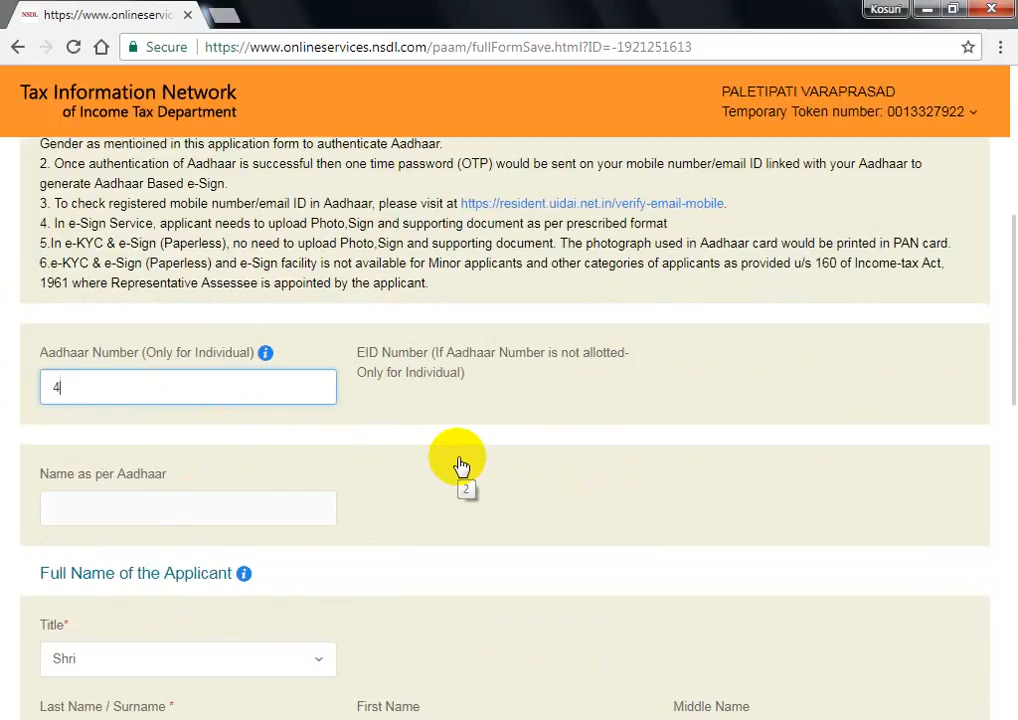 NSDL https://www.onlineservic
Kosuri
Secure https://www.onlineservices.nsdl.com/paam/fullFormSave.html?ID=-1921251613
Tax Information Network
of Income Tax Department
PALETIPATI VARAPRASAD
Temporary Token number: 0013327922
Gender as mentioined in this application form to authenticate Aadhaar.
2. Once authentication of Aadhaar is successful then one time password (OTP) would be sent on your mobile number/email ID linked with your Aadhaar to
generate Aadhaar Based e-Sign.
3. To check registered mobile number/email ID in Aadhaar, please visit at https://resident.uidai.net.in/verify-email-mobile.
4. In e-Sign Service, applicant needs to upload Photo,Sign and supporting document as per prescribed format
5.In e-KYC & e-Sign (Paperless), no need to upload Photo,Sign and supporting document. The photograph used in Aadhaar card would be printed in PAN card.
6.e-KYC & e-Sign (Paperless) and e-Sign facility is not available for Minor applicants and other categories of applicants as provided u/s 160 of Income-tax Act,
1961 where Representative Assessee is appointed by the applicant.
Aadhaar Number (Only for Individual)
EID Number (If Aadhaar Number is not allotted-
Only for Individual)
4
2
Name as per Aadhaar
Full Name of the Applicant
Title*
Shri
Last Name / Surname *
First Name
Middle Name